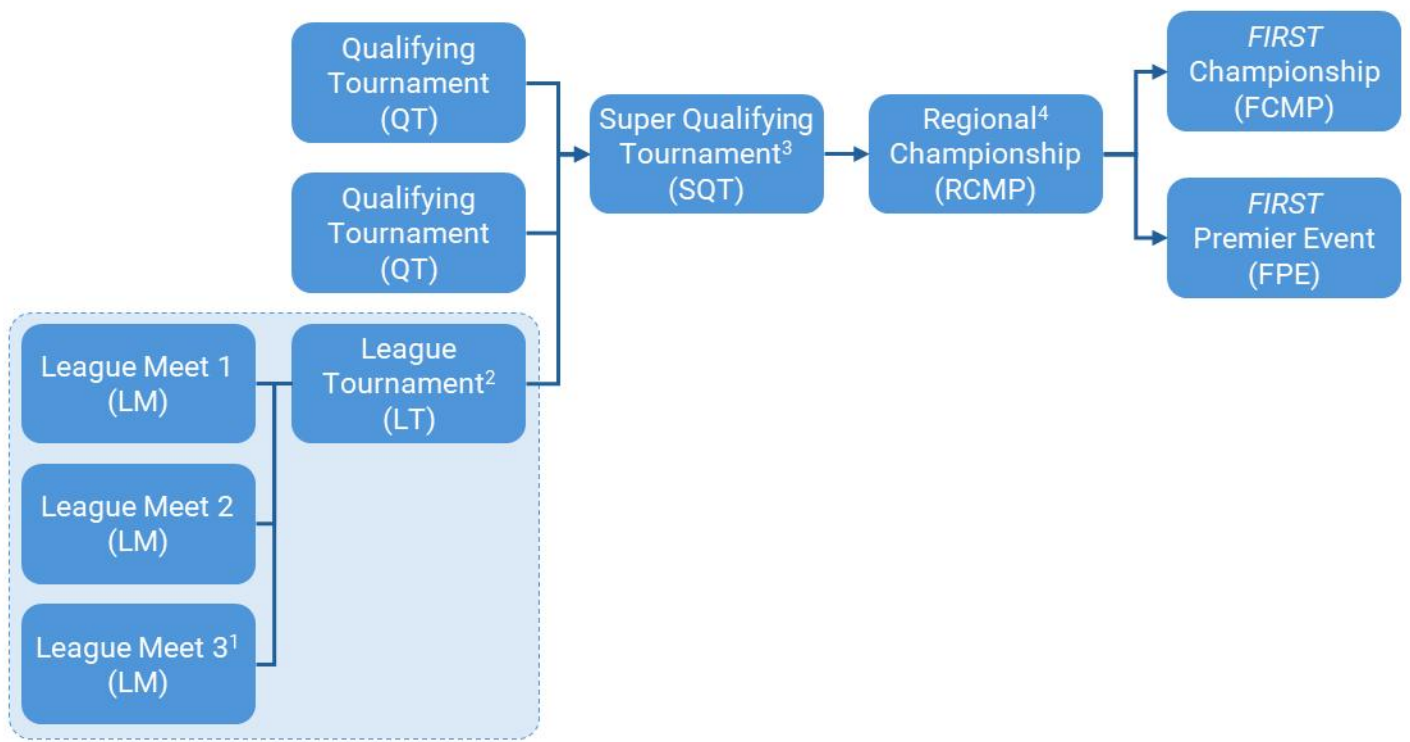 Qualifying
Tournament
(QT)
Qualifying
Tournament
(QT)
League Meet 1
(LM)
League Meet 2
(LM)
League Meet 3¹
(LM)
League
Tournament²
(LT)
Super Qualifying
Tournament³
(SQT)
Regional⁴
Championship
(RCMP)
FIRST
Championship
(FCMP)
FIRST
Premier Event
(FPE)